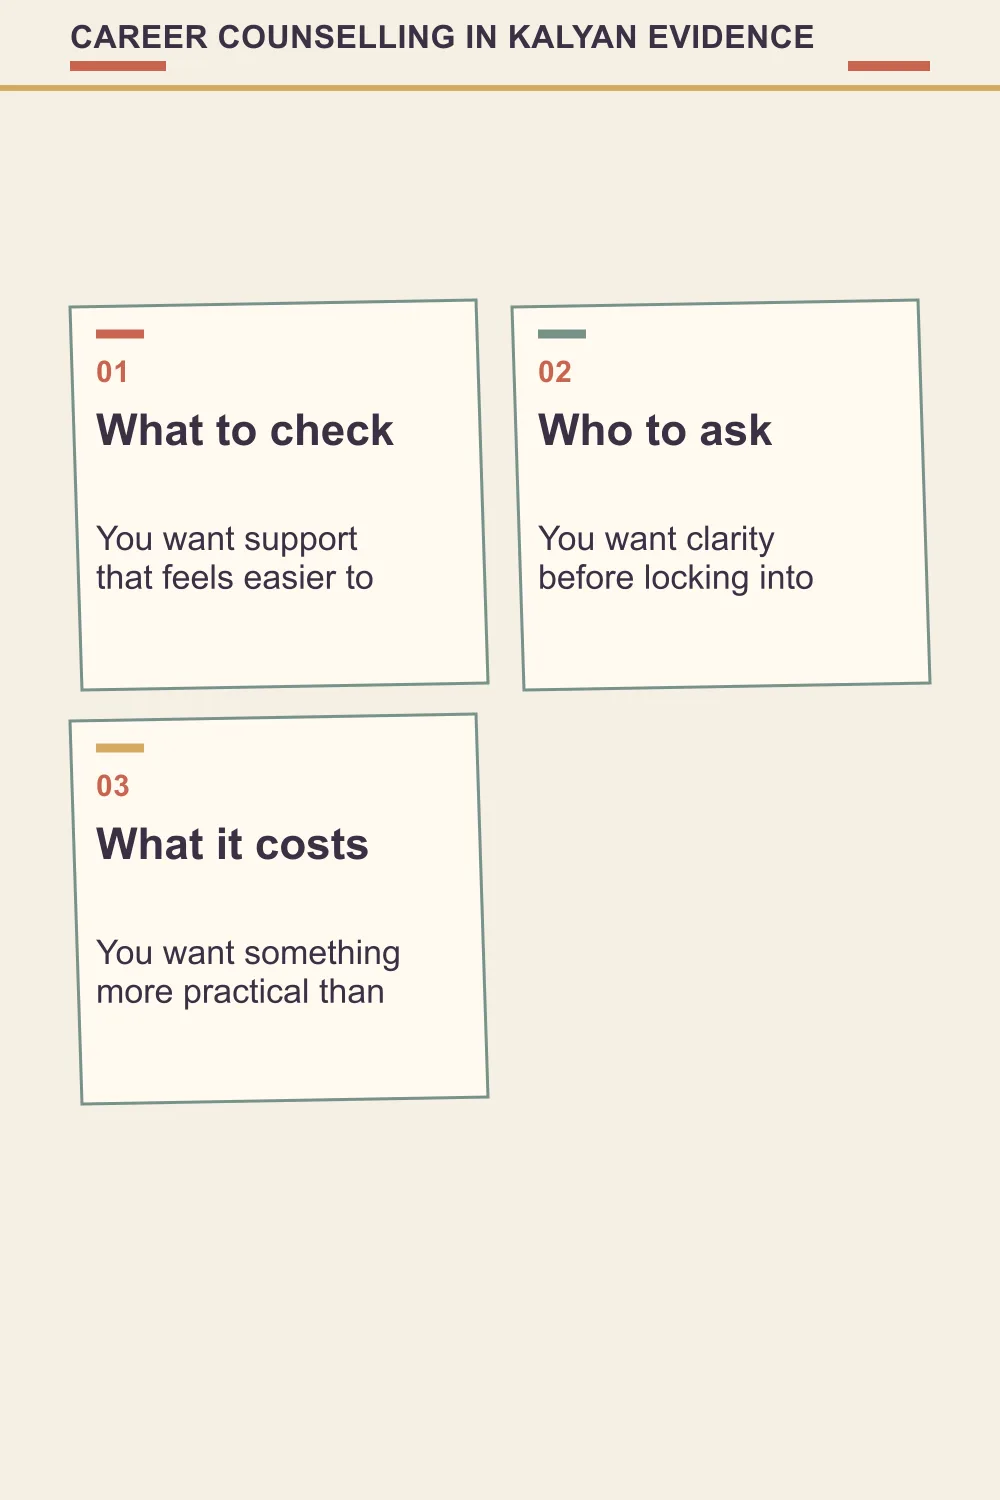 CAREER COUNSELLING IN KALYAN EVIDENCE
01
What to check
You want support
that feels easier to
02
Who to ask
You want clarity
before locking into
03
What it costs
You want something
more practical than